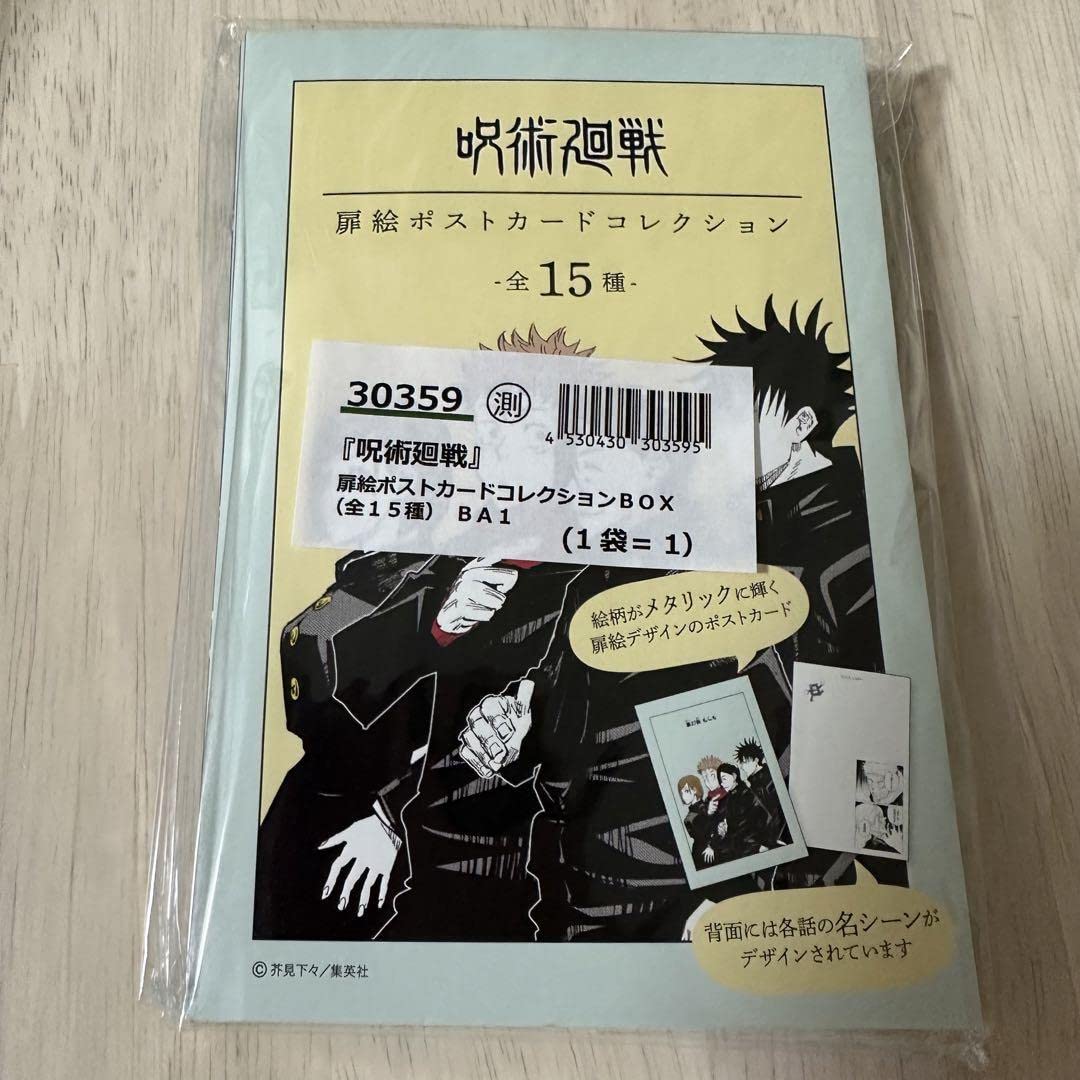 呪術廻戦
扉絵ポストカードコレクション
-全15種-
30359 測
4 530430 303595
『呪術廻戦』
扉絵ポストカードコレクションＢＯＸ
（全１５種） ＢＡ１
（１袋＝ １）
絵柄がメタリックに輝く
扉絵デザインのポストカード
背面には各話の名シーンが
デザインされています
©芥見下々／集英社